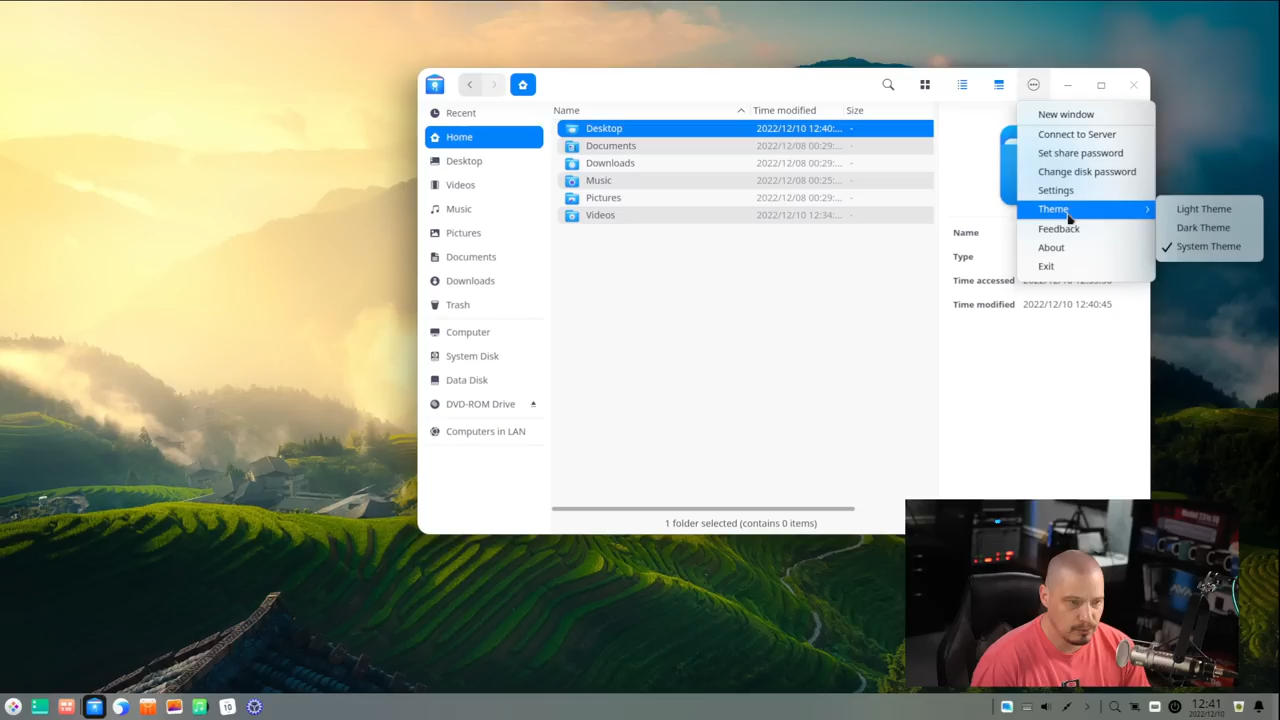 Recent
Home
Desktop
Videos
Music
Pictures
Documents
Downloads
Trash
Computer
System Disk
Data Disk
DVD-ROM Drive
Computers in LAN
Name Time modified Size
Desktop 2022/12/10 12:40:... -
Documents 2022/12/08 00:29:... -
Downloads 2022/12/08 00:29:... -
Music 2022/12/08 00:25:... -
Pictures 2022/12/08 00:29:... -
Videos 2022/12/10 12:34:... -
1 folder selected (contains 0 items)
New window
Connect to Server
Set share password
Change disk password
Settings
Theme
Feedback
About
Exit
Light Theme
Dark Theme
System Theme
Name
Type
Time accessed
Time modified 2022/12/10 12:40:45
10
12:41
2022/12/10